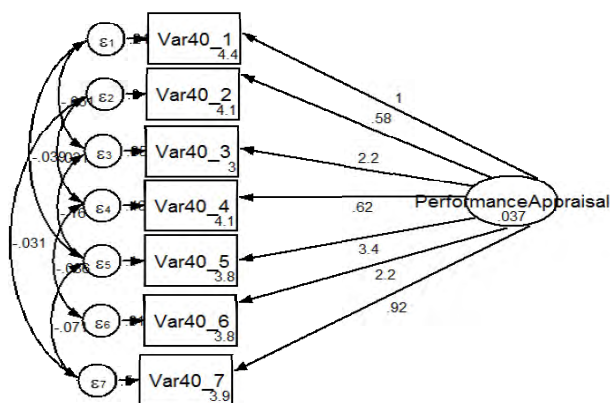 ε1 Var40_1 4.4
1
ε2 Var40_2 4.1
.58
ε3 Var40_3 3
2.2
-.039
ε4 Var40_4 4.1
.62
PerformanceAppraisal
.037
-.031
ε5 Var40_5 3.8
3.4
ε6 Var40_6 3.8
2.2
-.071
ε7 Var40_7 3.9
.92